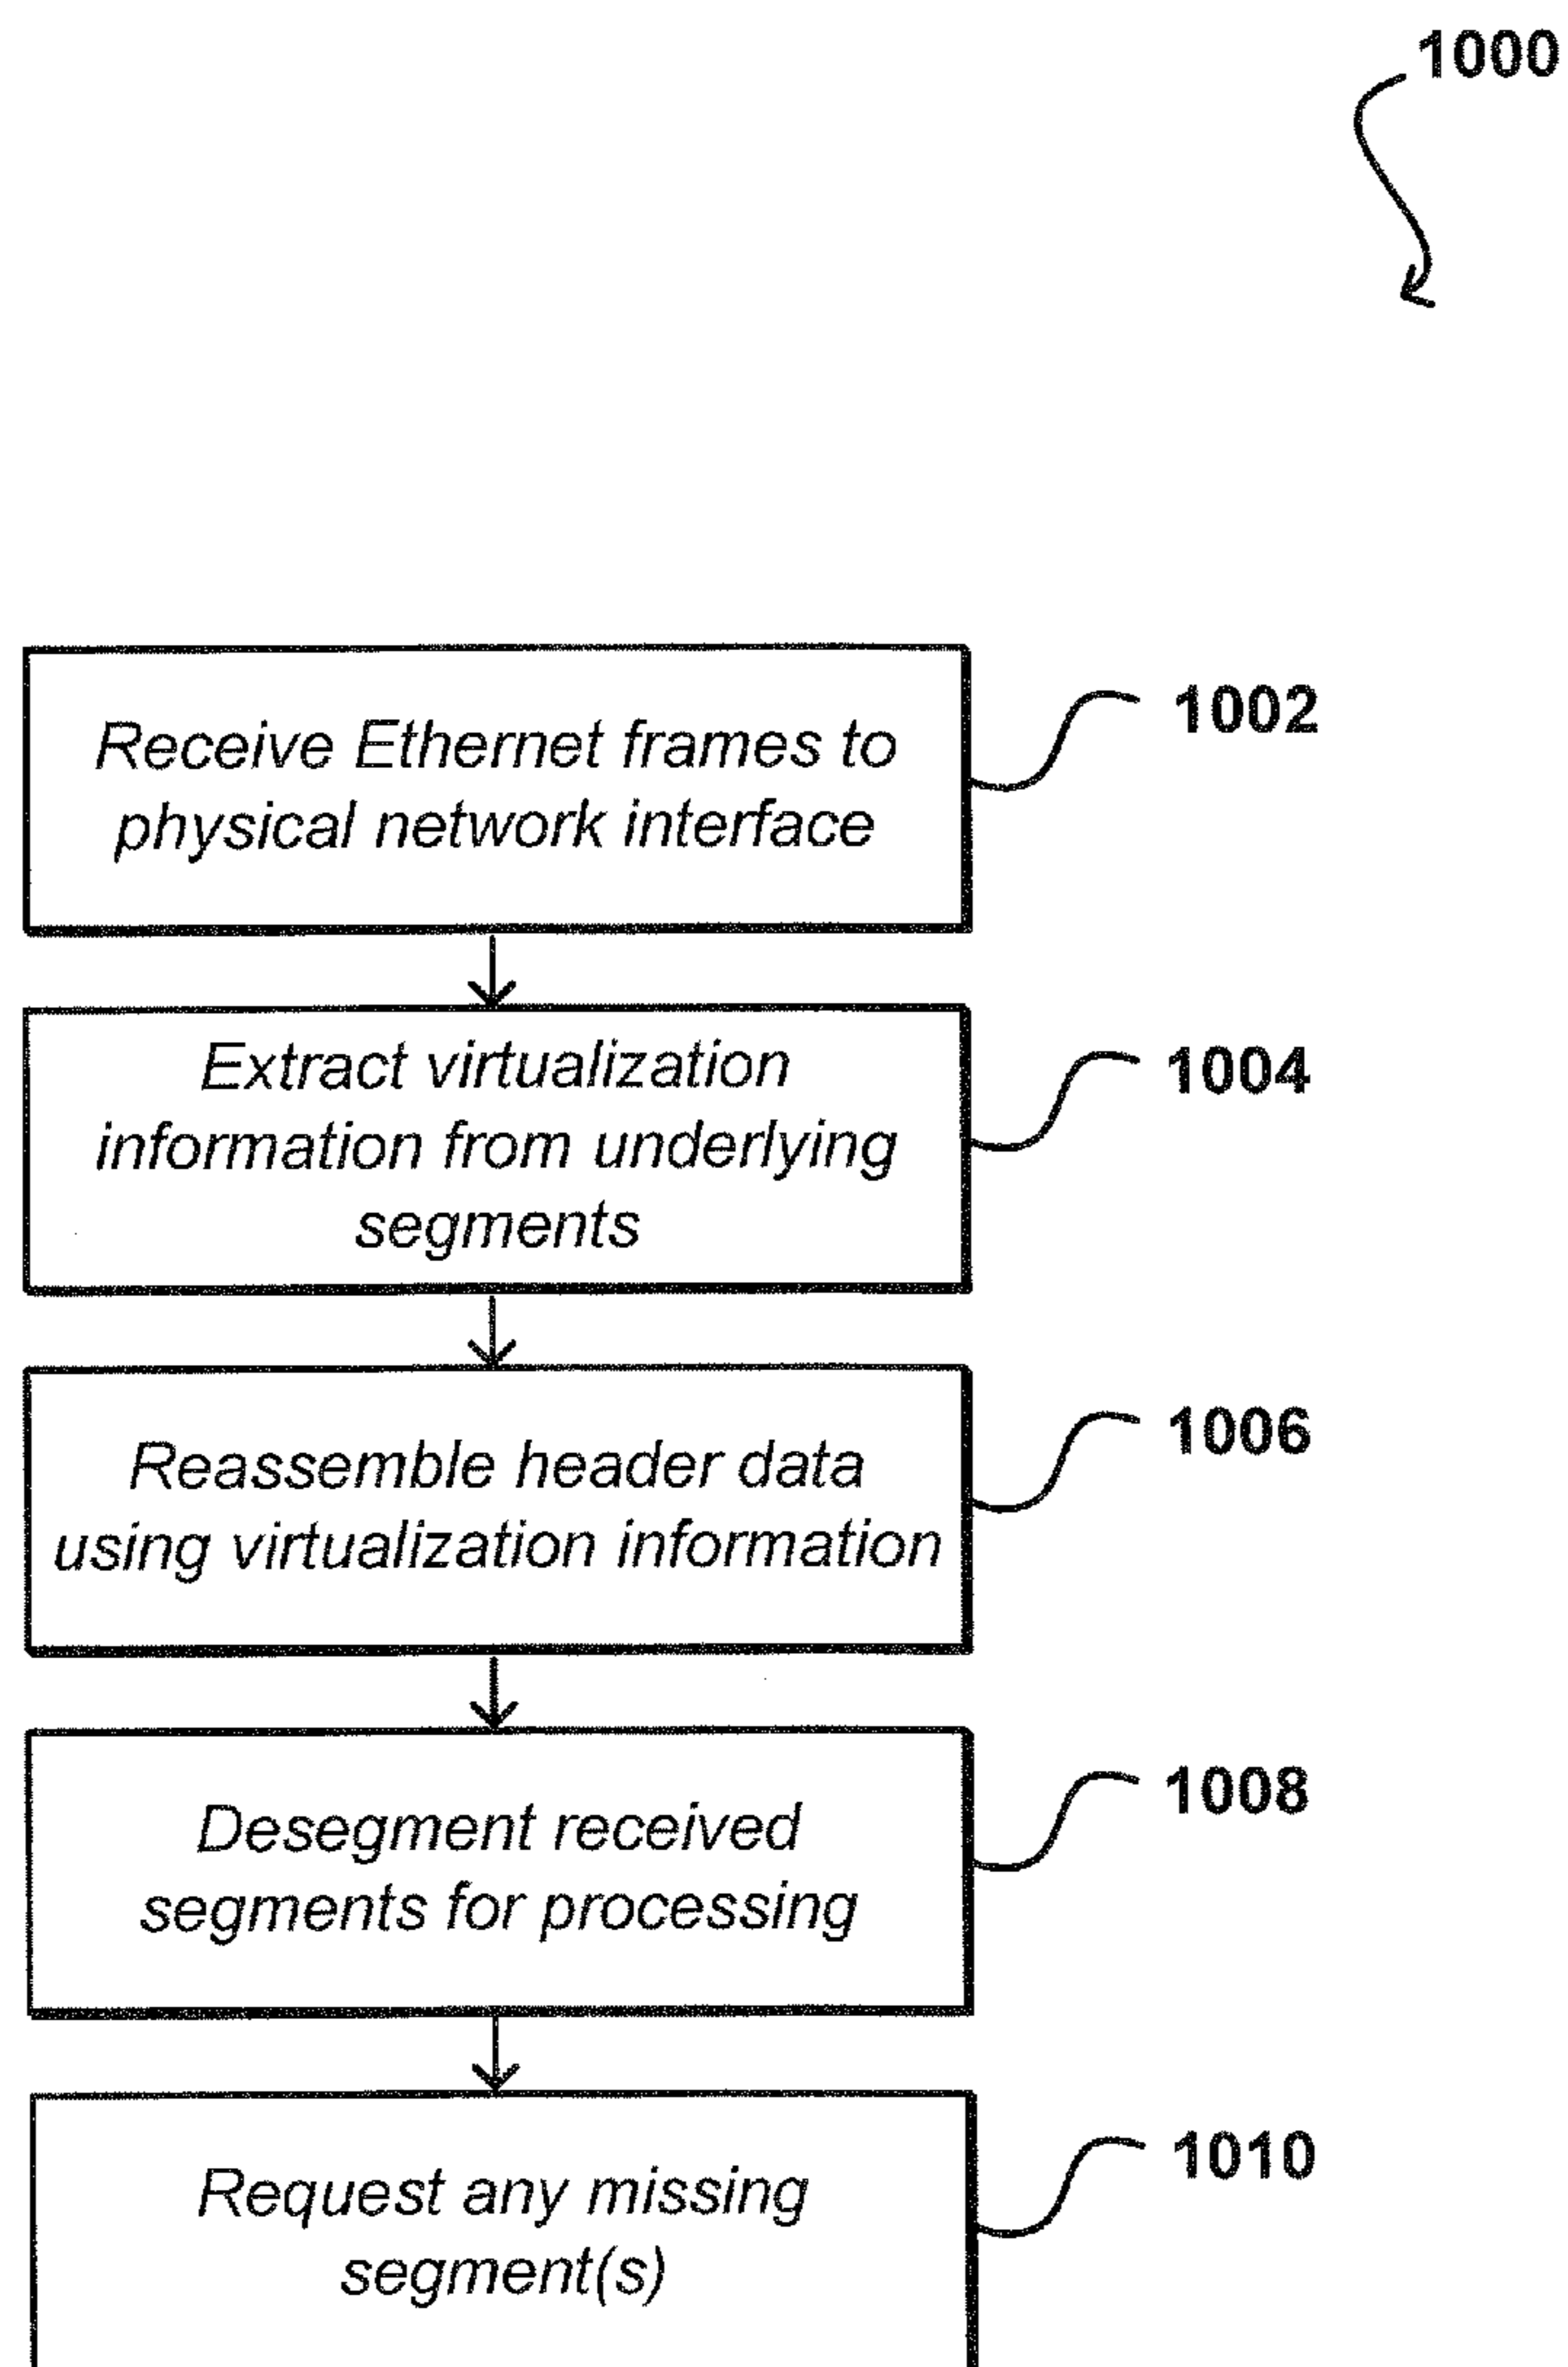 1000
Receive Ethernet frames to
physical network interface
1002
Extract virtualization
information from underlying
segments
1004
Reassemble header data
using virtualization information
1006
Desegment received
segments for processing
1008
Request any missing
segment(s)
1010